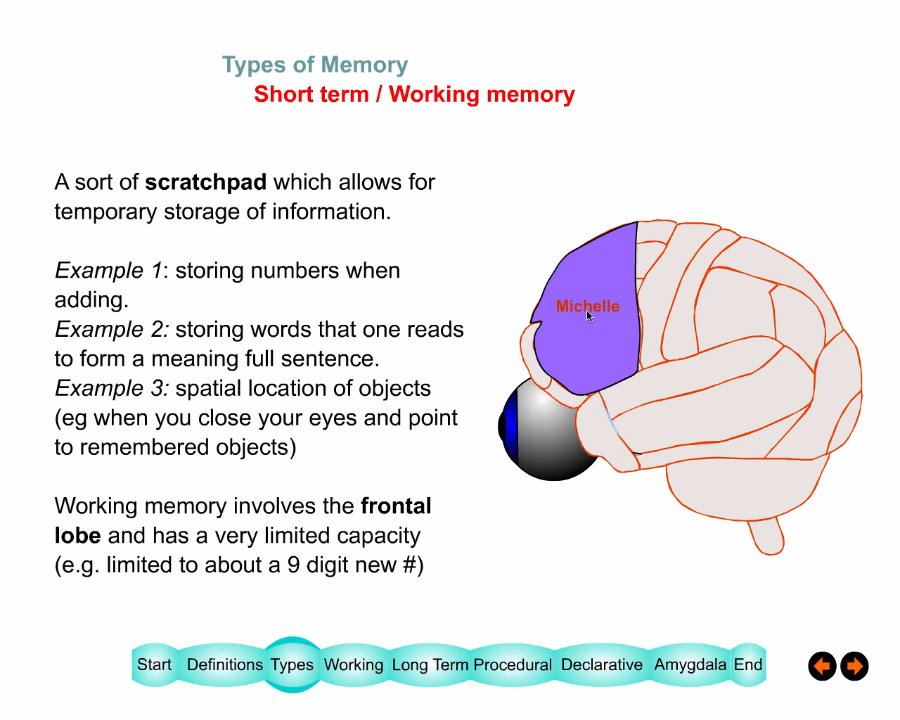 Types of Memory
Short term / Working memory
A sort of scratchpad which allows for
temporary storage of information.
Example 1: storing numbers when
adding.
Example 2: storing words that one reads
to form a meaning full sentence.
Example 3: spatial location of objects
(eg when you close your eyes and point
to remembered objects)
Working memory involves the frontal
lobe and has a very limited capacity
(e.g. limited to about a 9 digit new #)
Michelle
Start Definitions Types Working Long Term Procedural Declarative Amygdala End